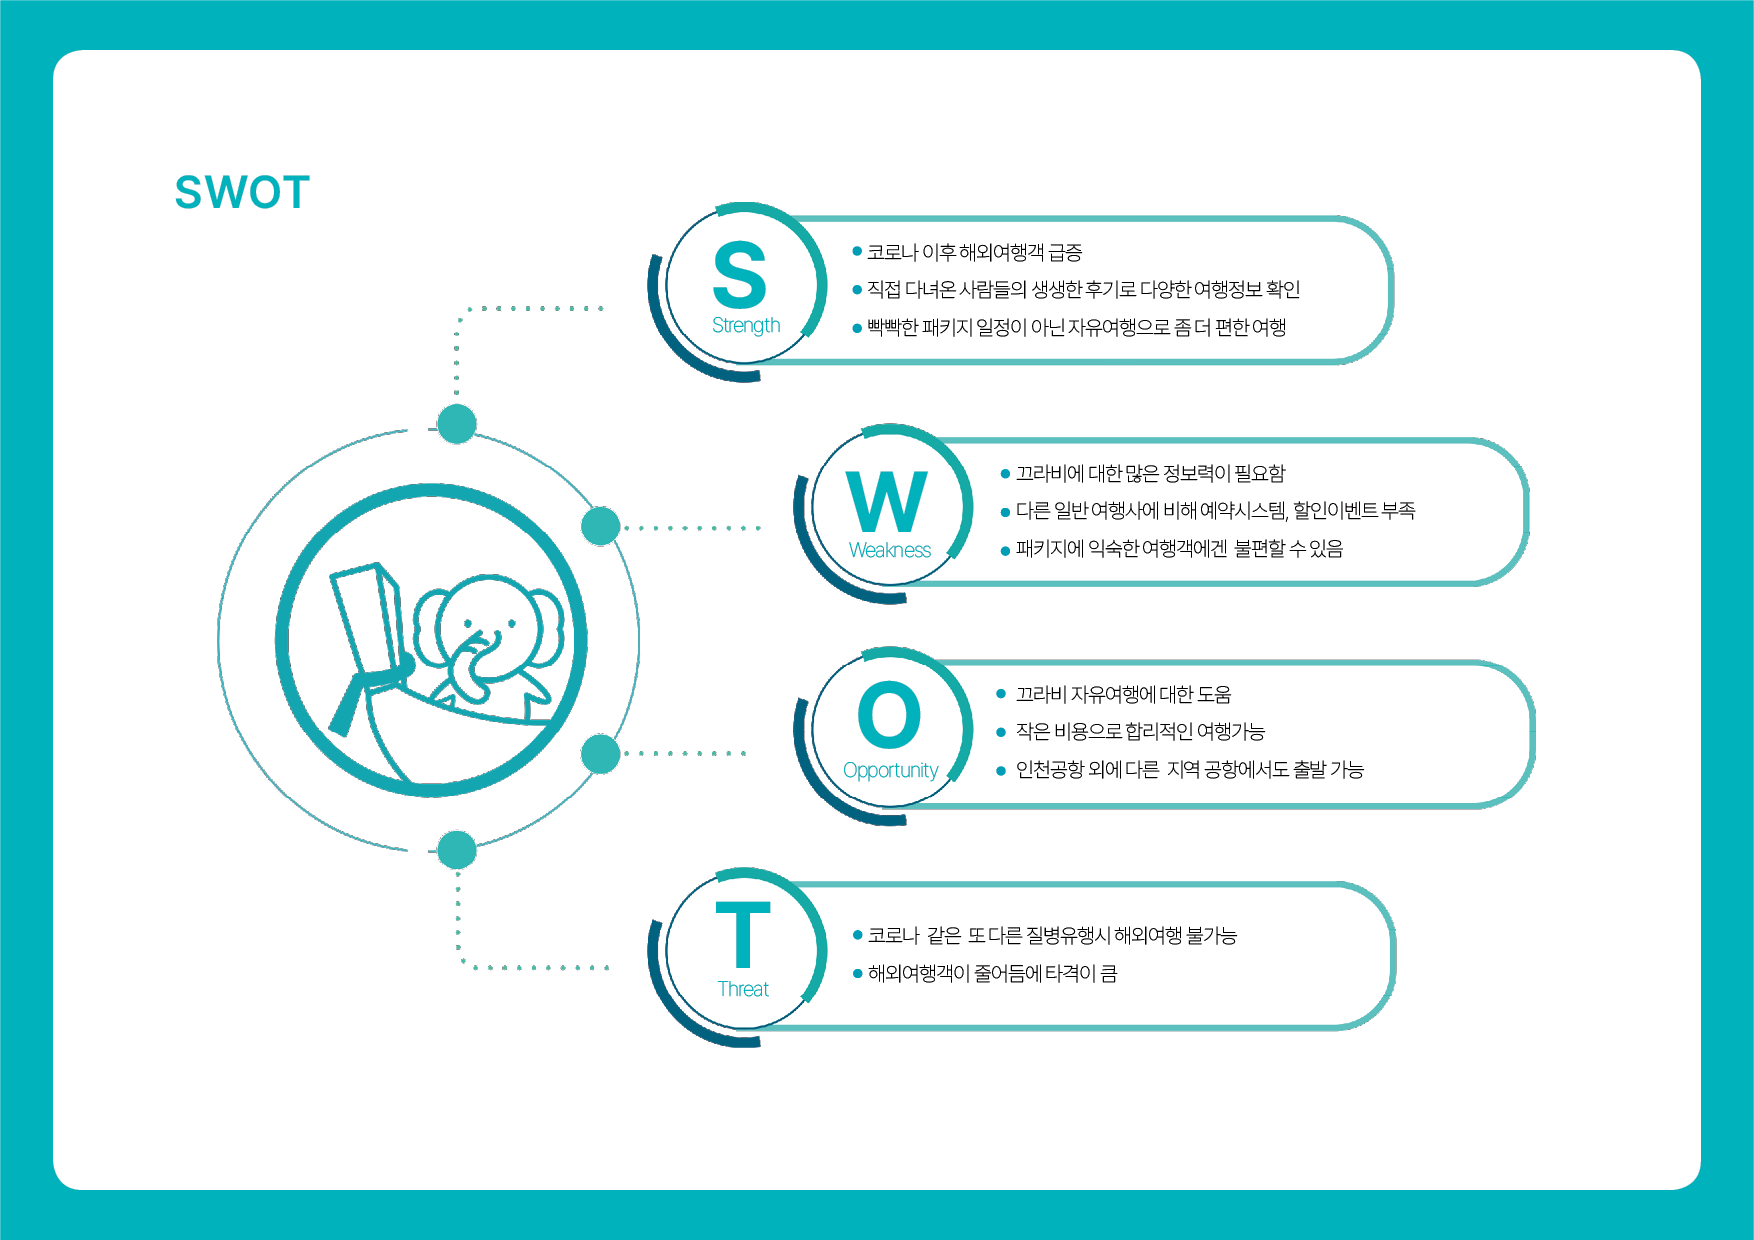 SWOT
S
Strength
● 코로나 이후 해외여행객 급증
● 직접 다녀온 사람들의 생생한 후기로 다양한 여행정보 확인
● 빡빡한 패키지 일정이 아닌 자유여행으로 좀 더 편한 여행
W
Weakness
● 끄라비에 대한 많은 정보력이 필요함
● 다른 일반 여행사에 비해 예약시스템, 할인이벤트 부족
● 패키지에 익숙한 여행객에겐 불편할 수 있음
O
Opportunity
● 끄라비 자유여행에 대한 도움
● 작은 비용으로 합리적인 여행가능
● 인천공항 외에 다른 지역 공항에서도 출발 가능
T
Threat
● 코로나 같은 또 다른 질병유행시 해외여행 불가능
● 해외여행객이 줄어듬에 타격이 큼